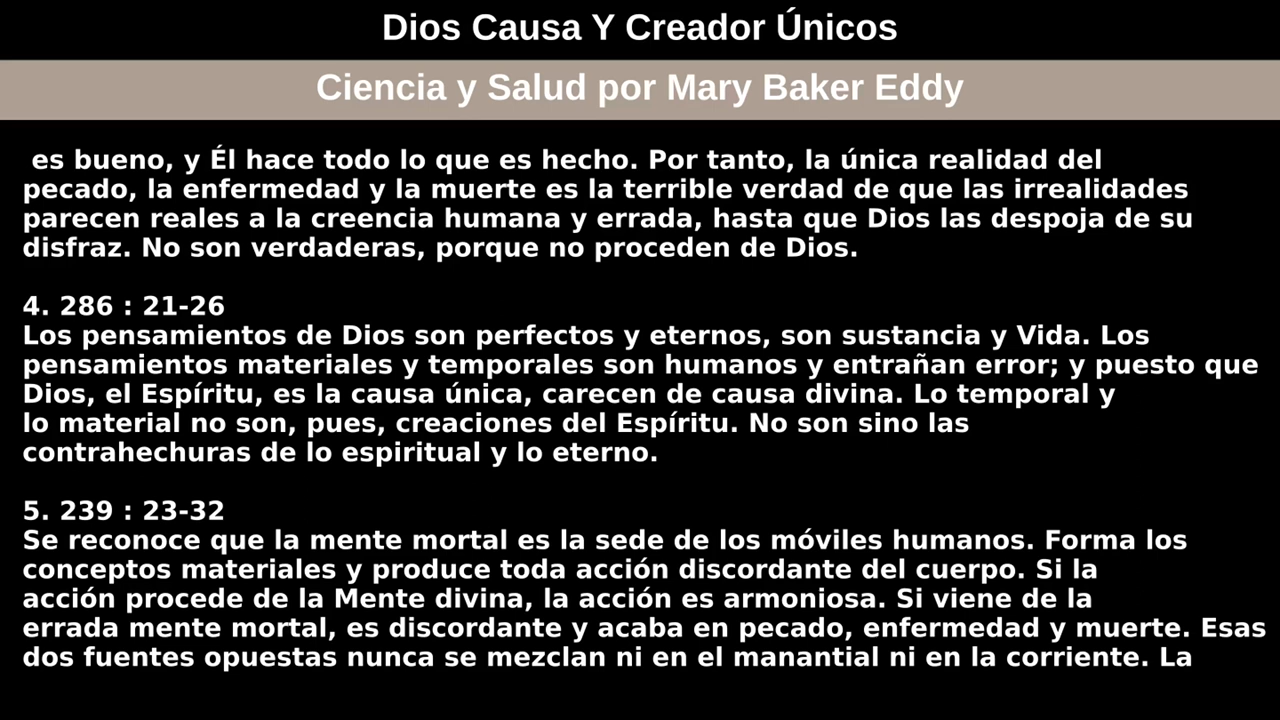 Dios Causa Y Creador Únicos
Ciencia y Salud por Mary Baker Eddy
es bueno, y Él hace todo lo que es hecho. Por tanto, la única realidad del
pecado, la enfermedad y la muerte es la terrible verdad de que las irrealidades
parecen reales a la creencia humana y errada, hasta que Dios las despoja de su
disfraz. No son verdaderas, porque no proceden de Dios.
4. 286 : 21-26
Los pensamientos de Dios son perfectos y eternos, son sustancia y Vida. Los
pensamientos materiales y temporales son humanos y entrañan error; y puesto que
Dios, el Espíritu, es la causa única, carecen de causa divina. Lo temporal y
lo material no son, pues, creaciones del Espíritu. No son sino las
contrahechuras de lo espiritual y lo eterno.
5. 239 : 23-32
Se reconoce que la mente mortal es la sede de los móviles humanos. Forma los
conceptos materiales y produce toda acción discordante del cuerpo. Si la
acción procede de la Mente divina, la acción es armoniosa. Si viene de la
errada mente mortal, es discordante y acaba en pecado, enfermedad y muerte. Esas
dos fuentes opuestas nunca se mezclan ni en el manantial ni en la corriente. La